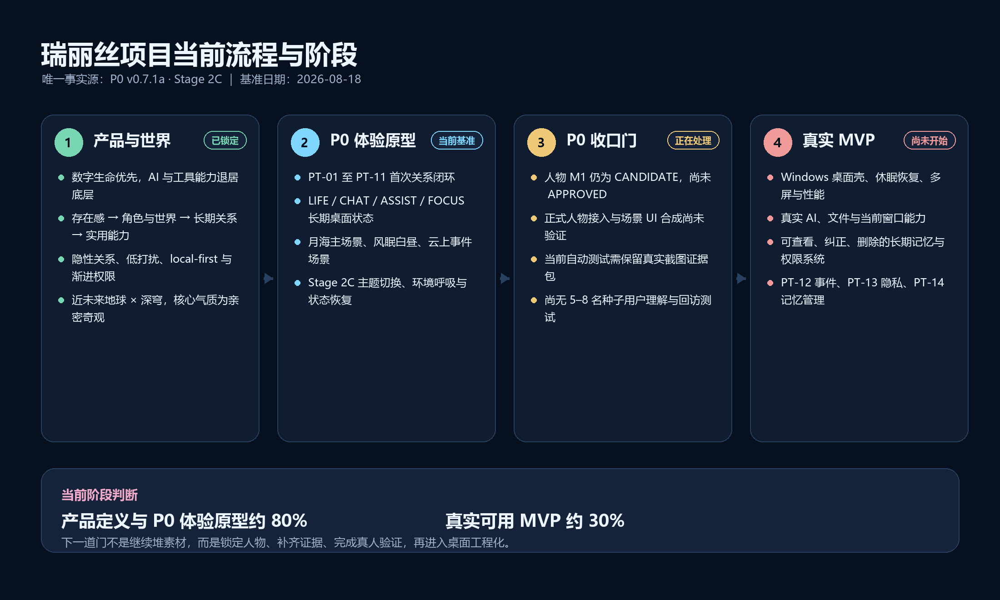 瑞丽丝项目当前流程与阶段
唯一事实源：P0 v0.7.1a · Stage 2C ｜ 基准日期：2026-08-18
1 产品与世界 已锁定
数字生命优先，AI 与工具能力退居
底层
存在感 → 角色与世界 → 长期关系
→ 实用能力
隐性关系、低打扰、local-first 与
渐进权限
近未来地球 × 深穹，核心气质为亲
密奇观
2 P0 体验原型 当前基准
PT-01 至 PT-11 首次关系闭环
LIFE / CHAT / ASSIST / FOCUS
长期桌面状态
月海主场景、风眠白昼、云上事件
场景
Stage 2C 主题切换、环境呼吸与
状态恢复
3 P0 收口门 正在处理
人物 M1 仍为 CANDIDATE，尚未
APPROVED
正式人物接入与场景 UI 合成尚未
验证
当前自动测试需保留真实截图证据
包
尚无 5–8 名种子用户理解与回访测
试
4 真实 MVP 尚未开始
Windows 桌面壳、休眠恢复、多
屏与性能
真实 AI、文件与当前窗口能力
可查看、纠正、删除的长期记忆与
权限系统
PT-12 事件、PT-13 隐私、PT-14
记忆管理
当前阶段判断
产品定义与 P0 体验原型约 80%
真实可用 MVP 约 30%
下一道门不是继续堆素材，而是锁定人物、补齐证据、完成真人验证，再进入桌面工程化。